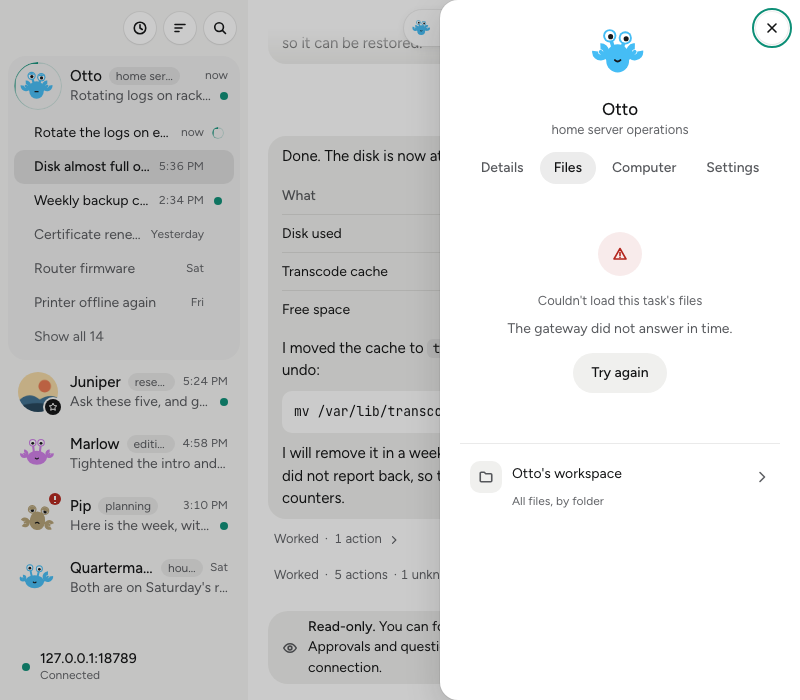 Otto
home ser...
now
Rotating logs on rack...
Rotate the logs on e...
now
Disk almost full o...
5:36 PM
Weekly backup c...
2:34 PM
Certificate rene...
Yesterday
Router firmware
Sat
Printer offline again
Fri
Show all 14
Juniper
rese...
5:24 PM
Ask these five, and g...
Marlow
editi...
4:58 PM
Tightened the intro and...
Pip
planning
3:10 PM
Here is the week, wit...
Quarterma...
hou...
Sat
Both are on Saturday's r...
127.0.0.1:18789
Connected
so it can be restored.
Done. The disk is now at
What
Disk used
Transcode cache
Free space
I moved the cache to t
undo:
mv /var/lib/transco
I will remove it in a week
did not report back, so t
counters.
Worked · 1 action
Worked · 5 actions · 1 unkn
Read-only. You can fo
Approvals and questi
connection.
Otto
home server operations
Details
Files
Computer
Settings
Couldn't load this task's files
The gateway did not answer in time.
Try again
Otto's workspace
All files, by folder